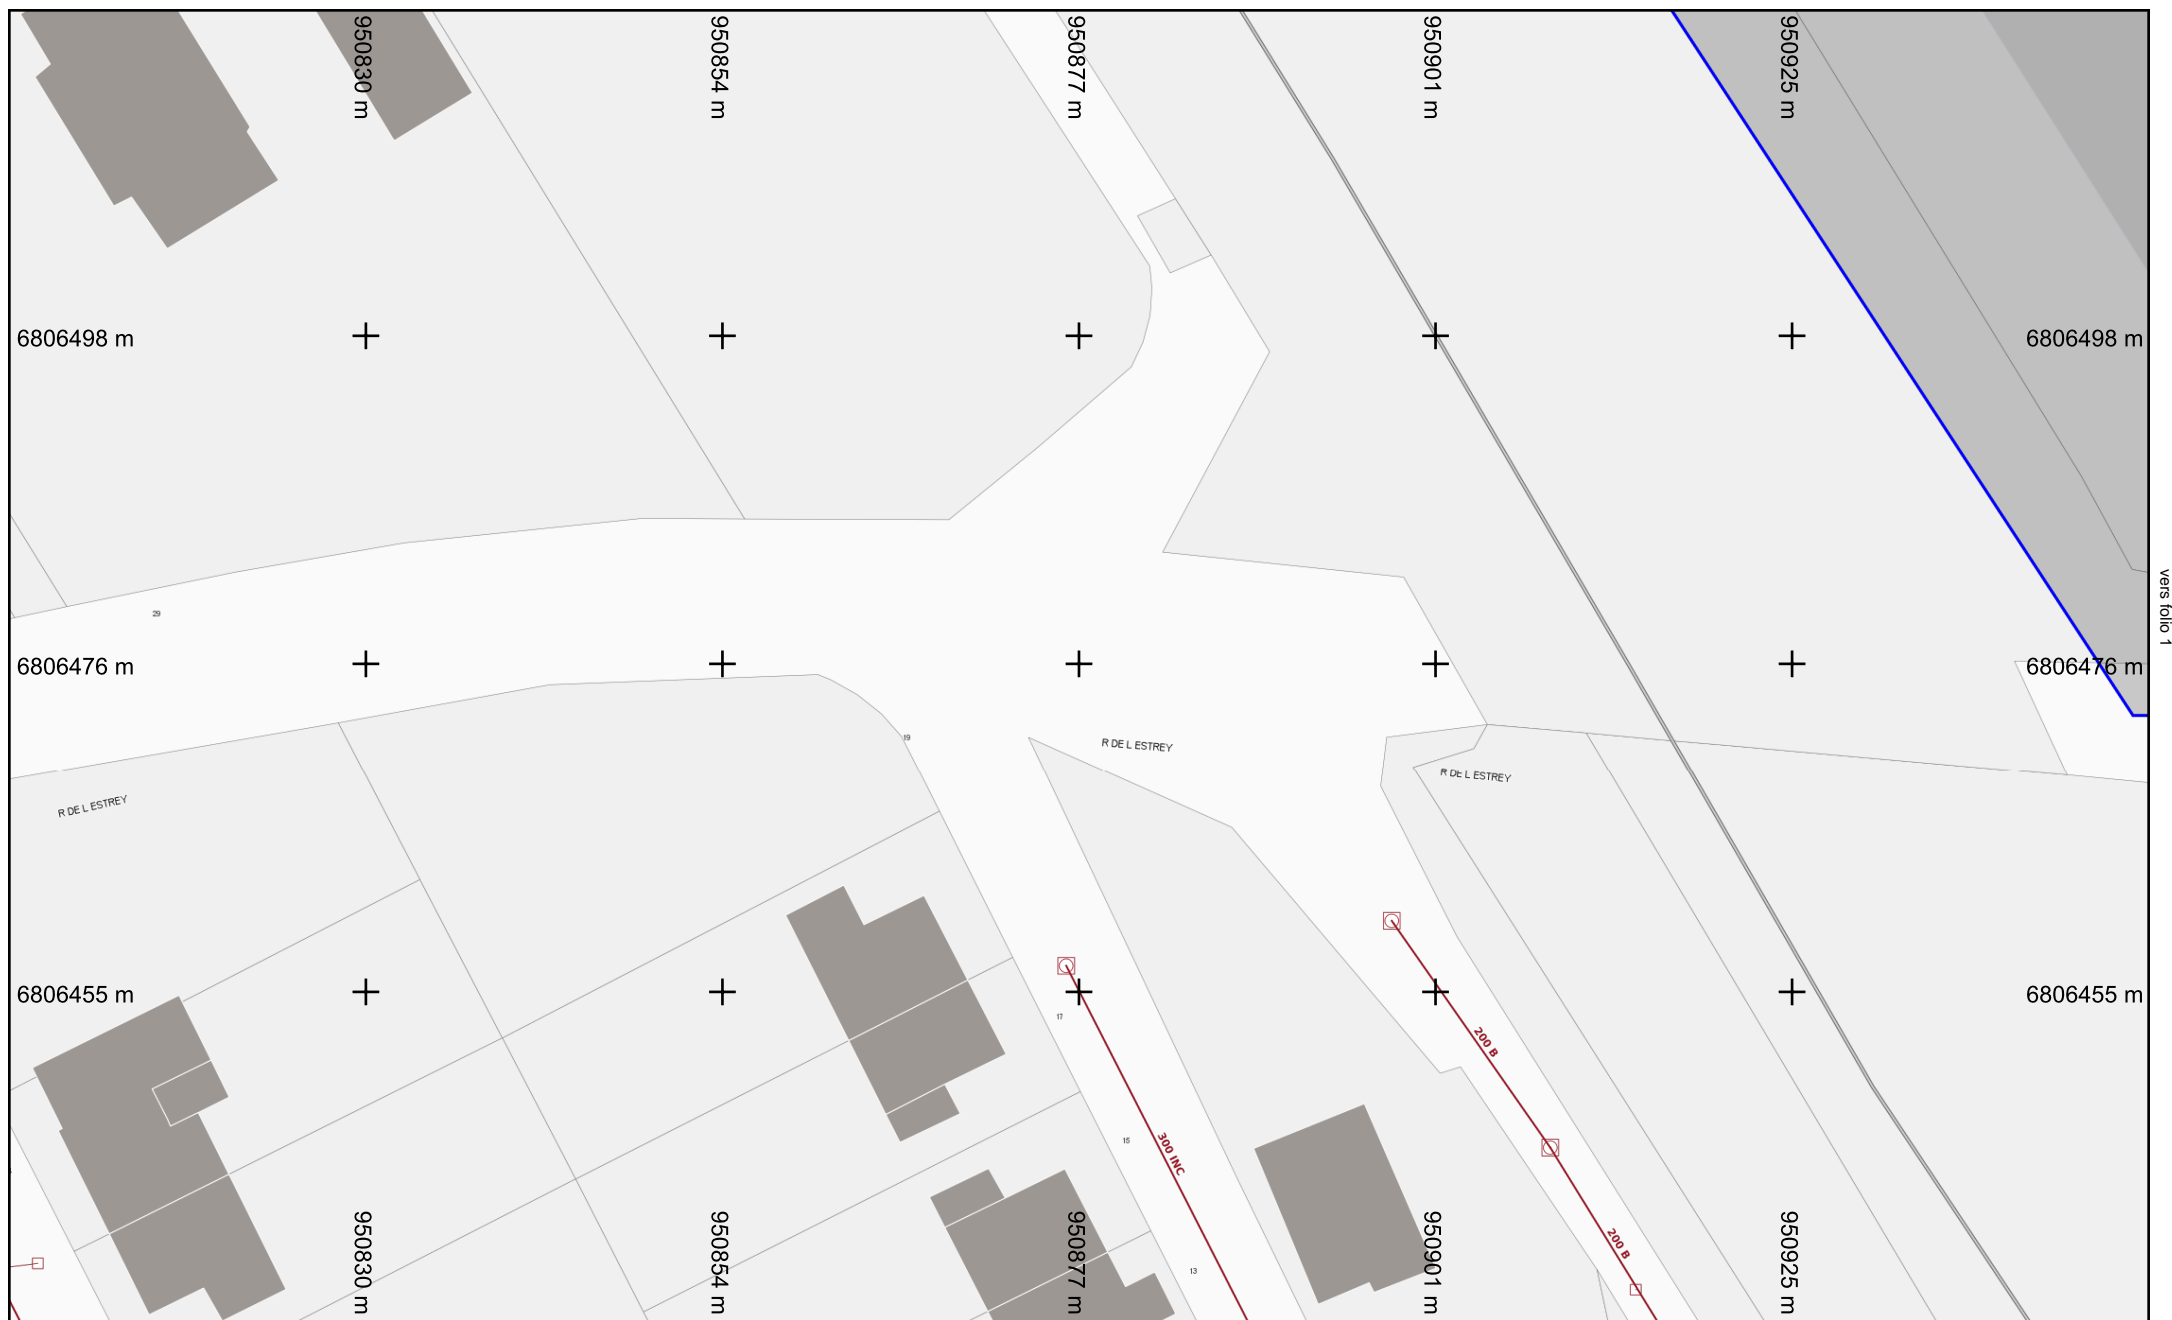 950830 m
950854 m
950877 m
950901 m
950925 m
6806498 m
6806498 m
vers folio 1
29
6806476 m
6806476 m
19
R DE L ESTREY
R DE L ESTREY
R DE L ESTREY
6806455 m
6806455 m
17
200 B
15
300 INC
200 B
13
950830 m
950854 m
950877 m
950901 m
950925 m